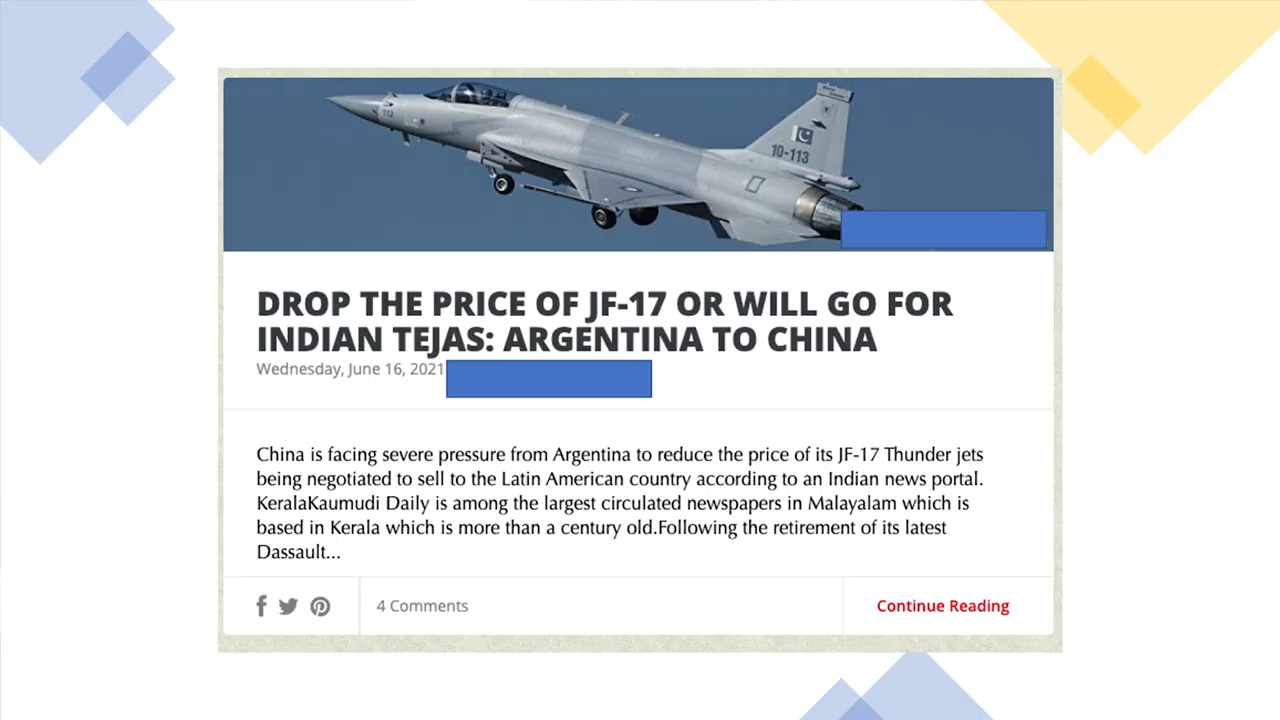 112
10-113
DROP THE PRICE OF JF-17 OR WILL GO FOR
INDIAN TEJAS: ARGENTINA TO CHINA
Wednesday, June 16, 2021
China is facing severe pressure from Argentina to reduce the price of its JF-17 Thunder jets
being negotiated to sell to the Latin American country according to an Indian news portal.
KeralaKaumudi Daily is among the largest circulated newspapers in Malayalam which is
based in Kerala which is more than a century old.Following the retirement of its latest
Dassault...
4 Comments
Continue Reading